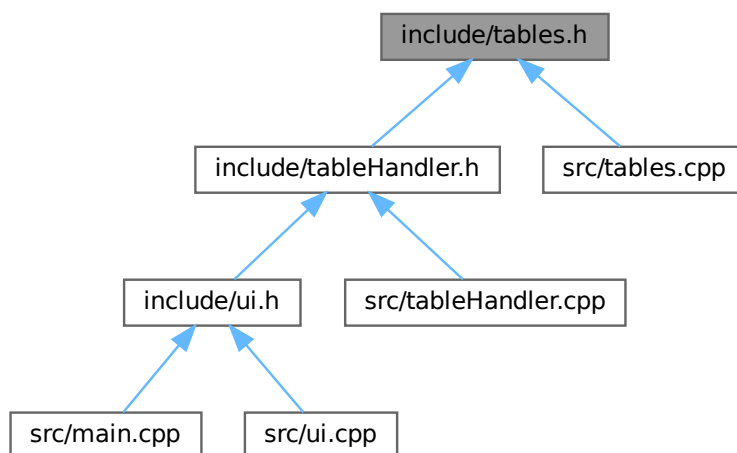 include/tables.h
include/tableHandler.h
src/tables.cpp
include/ui.h
src/tableHandler.cpp
src/main.cpp
src/ui.cpp